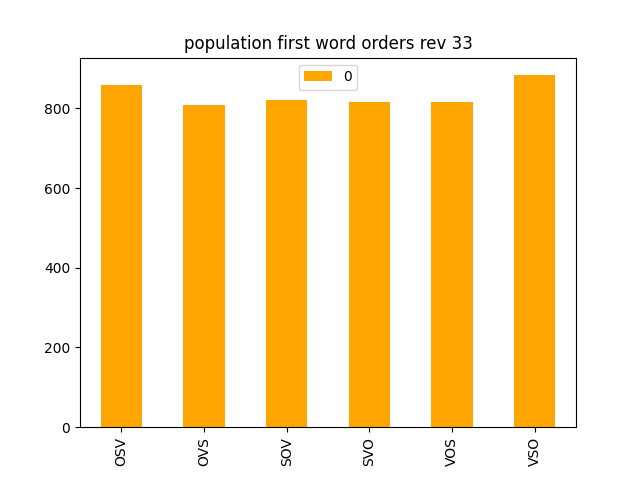 population first word orders rev 33
0
800
600
400
200
0
OSV
OVS
SOV
SVO
VOS
VSO